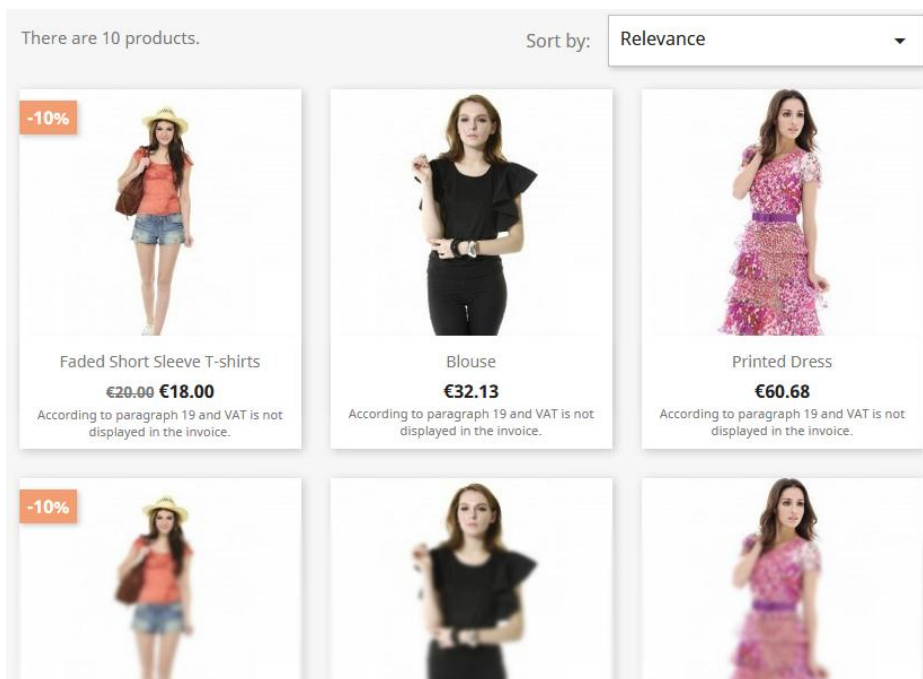 There are 10 products.
Sort by:
Relevance
-10%
Faded Short Sleeve T-shirts
€20.00 €18.00
According to paragraph 19 and VAT is not
displayed in the invoice.
Blouse
€32.13
According to paragraph 19 and VAT is not
displayed in the invoice.
Printed Dress
€60.68
According to paragraph 19 and VAT is not
displayed in the invoice.
-10%